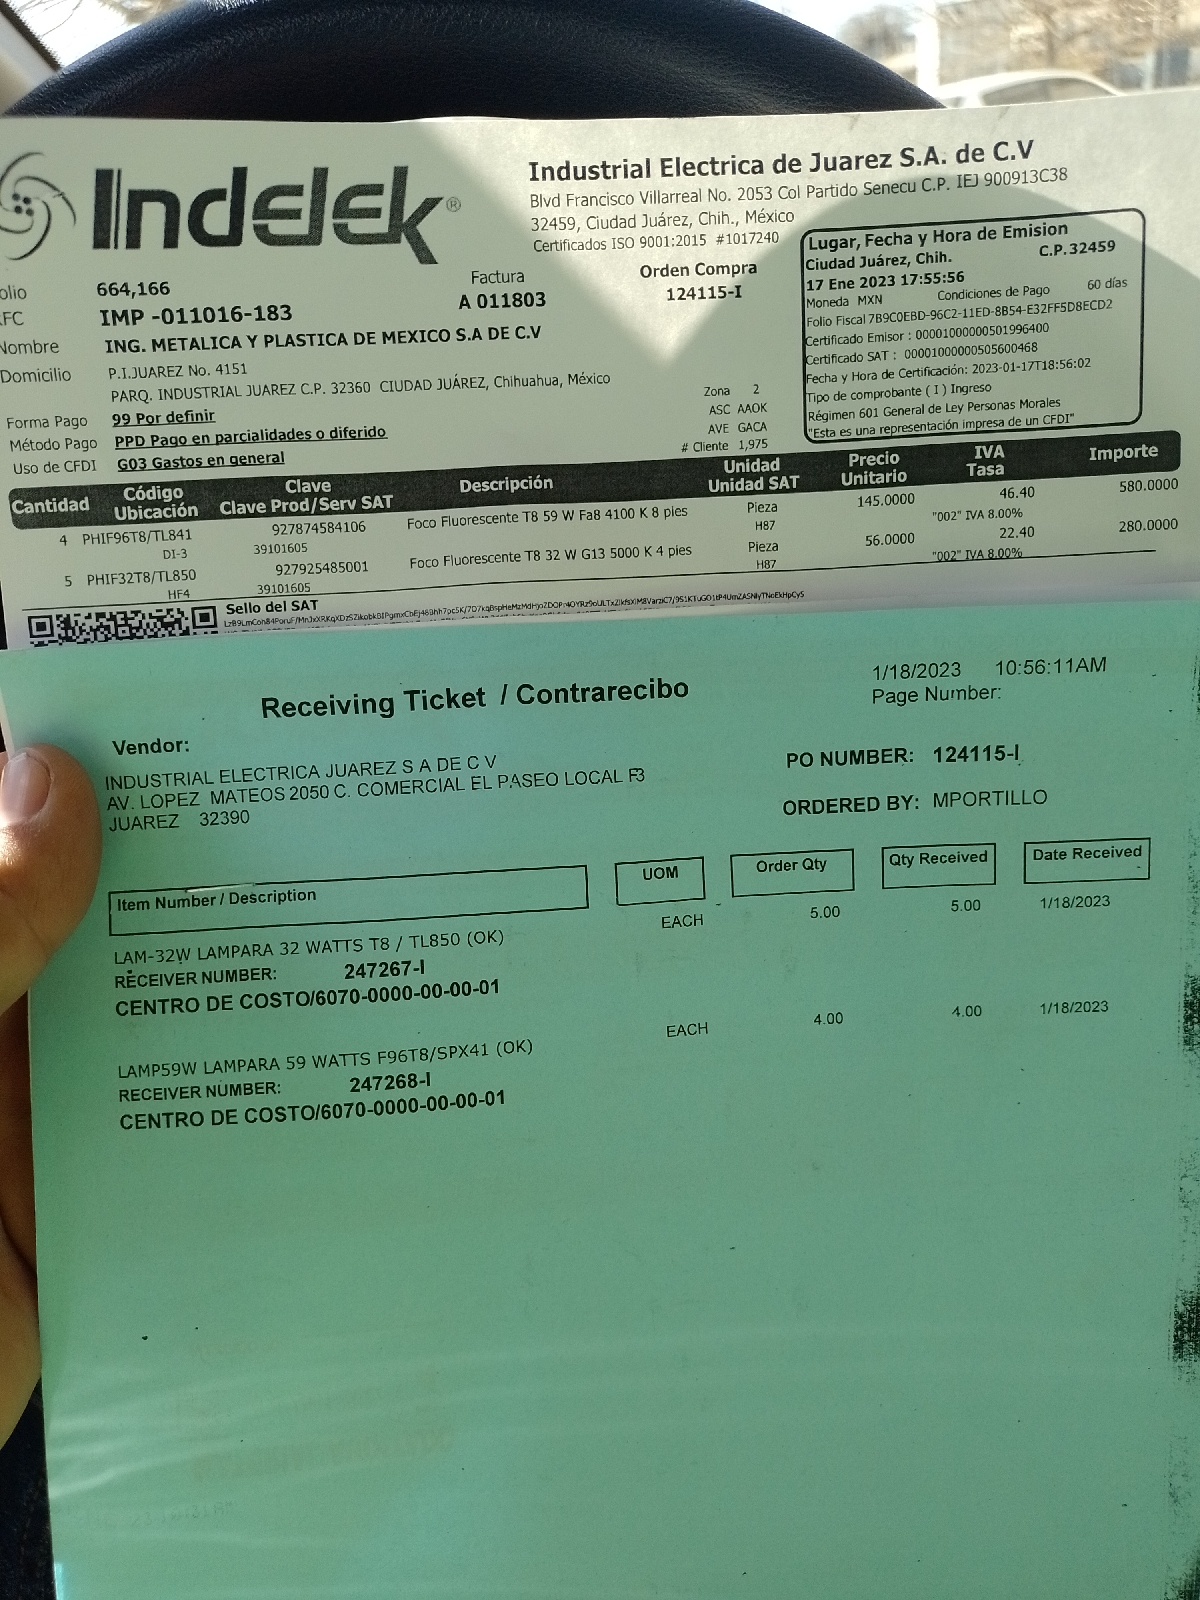 Indelek®
Industrial Electrica de Juarez S.A. de C.V
Blvd Francisco Villarreal No. 2053 Col Partido Senecu C.P. IEJ 900913C38
32459, Ciudad Juárez, Chih., México
Certificados ISO 9001:2015 #1017240
olio 664,166
Factura
A 011803
Orden Compra
124115-I
Lugar, Fecha y Hora de Emision
Ciudad Juárez, Chih. C.P. 32459
17 Ene 2023 17:55:56
Moneda MXN Condiciones de Pago 60 días
Folio Fiscal 7B9C0EBD-96C2-11ED-8B54-E32FF5D8ECD2
Certificado Emisor : 00001000000501996400
Certificado SAT : 00001000000505600468
Fecha y Hora de Certificación: 2023-01-17T18:56:02
Tipo de comprobante ( I ) Ingreso
Régimen 601 General de Ley Personas Morales
"Esta es una representación impresa de un CFDI"
FC IMP -011016-183
Nombre ING. METALICA Y PLASTICA DE MEXICO S.A DE C.V
Domicilio P.I.JUAREZ No. 4151
PARQ. INDUSTRIAL JUAREZ C.P. 32360 CIUDAD JUÁREZ, Chihuahua, México
Forma Pago 99 Por definir
Método Pago PPD Pago en parcialidades o diferido
Uso de CFDI G03 Gastos en general
Zona 2
ASC AAOK
AVE GACA
# Cliente 1,975
Cantidad Código Ubicación Clave Clave Prod/Serv SAT Descripción Unidad Unidad SAT Precio Unitario IVA Tasa Importe
4 PHIF96T8/TL841 927874584106 Foco Fluorescente T8 59 W Fa8 4100 K 8 pies Pieza 145.0000 46.40 580.0000
DI-3 39101605 H87 "002" IVA 8.00%
5 PHIF32T8/TL850 927925485001 Foco Fluorescente T8 32 W G13 5000 K 4 pies Pieza 56.0000 22.40 280.0000
HF4 39101605 H87 "002" IVA 8.00%
Sello del SAT
Receiving Ticket / Contrarecibo
1/18/2023 10:56:11AM
Page Number:
Vendor:
INDUSTRIAL ELECTRICA JUAREZ S A DE C V
AV. LOPEZ MATEOS 2050 C. COMERCIAL EL PASEO LOCAL F3
JUAREZ 32390
PO NUMBER: 124115-I
ORDERED BY: MPORTILLO
Item Number / Description UOM Order Qty Qty Received Date Received
LAM-32W LAMPARA 32 WATTS T8 / TL850 (OK) EACH 5.00 5.00 1/18/2023
RECEIVER NUMBER: 247267-I
CENTRO DE COSTO/6070-0000-00-00-01
LAMP59W LAMPARA 59 WATTS F96T8/SPX41 (OK) EACH 4.00 4.00 1/18/2023
RECEIVER NUMBER: 247268-I
CENTRO DE COSTO/6070-0000-00-00-01